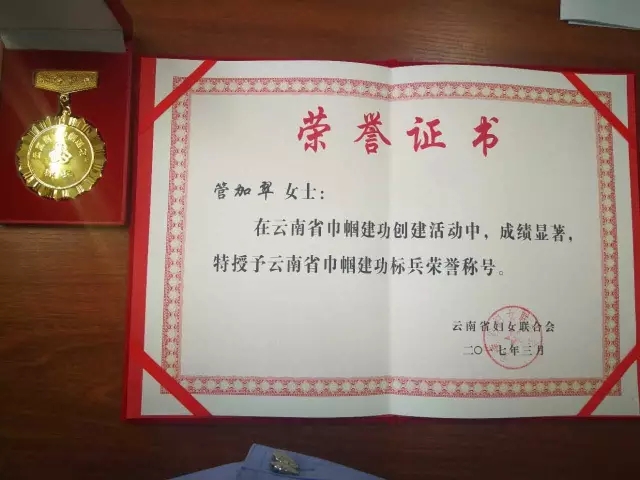 荣誉证书
管加翠女士：
在云南省巾帼建功创建活动中，成绩显著，
特授予云南省巾帼建功标兵荣誉称号。
云南省妇女联合会
二〇一七年三月